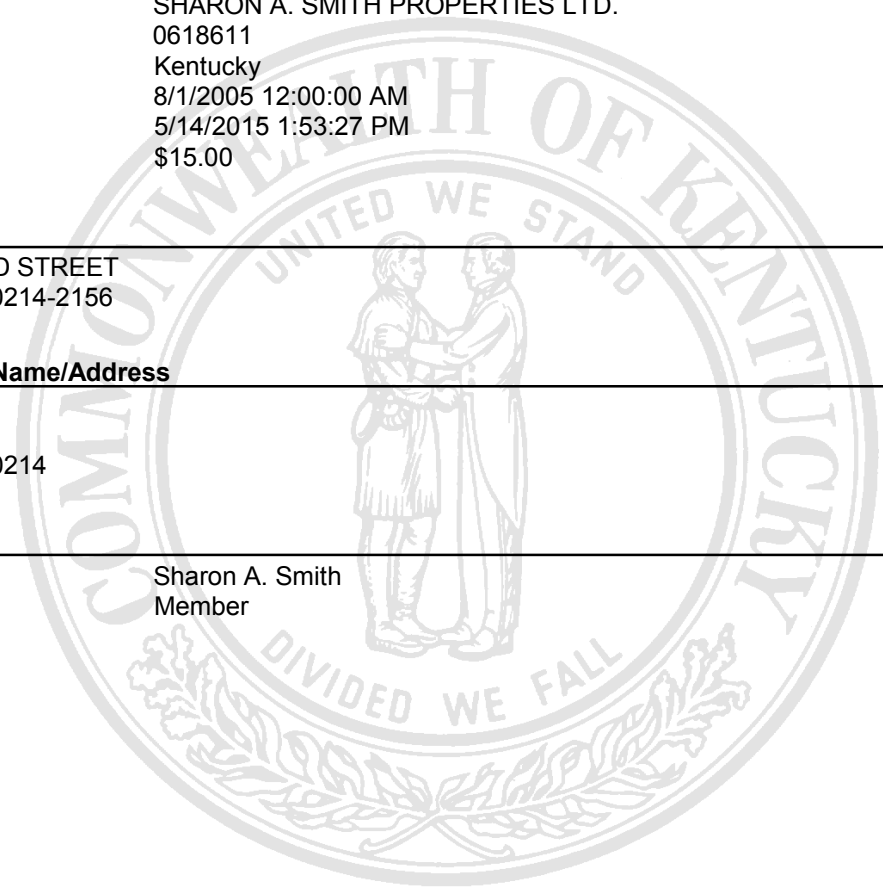 SHARON A. SMITH PROPERTIES LTD.
0618611
Kentucky
8/1/2005 12:00:00 AM
5/14/2015 1:53:27 PM
$15.00
STREET
0214-2156
Name/Address
0214
Sharon A. Smith
Member
COMMONWEALTH OF KENTUCKY
UNITED WE STAND
DIVIDED WE FALL